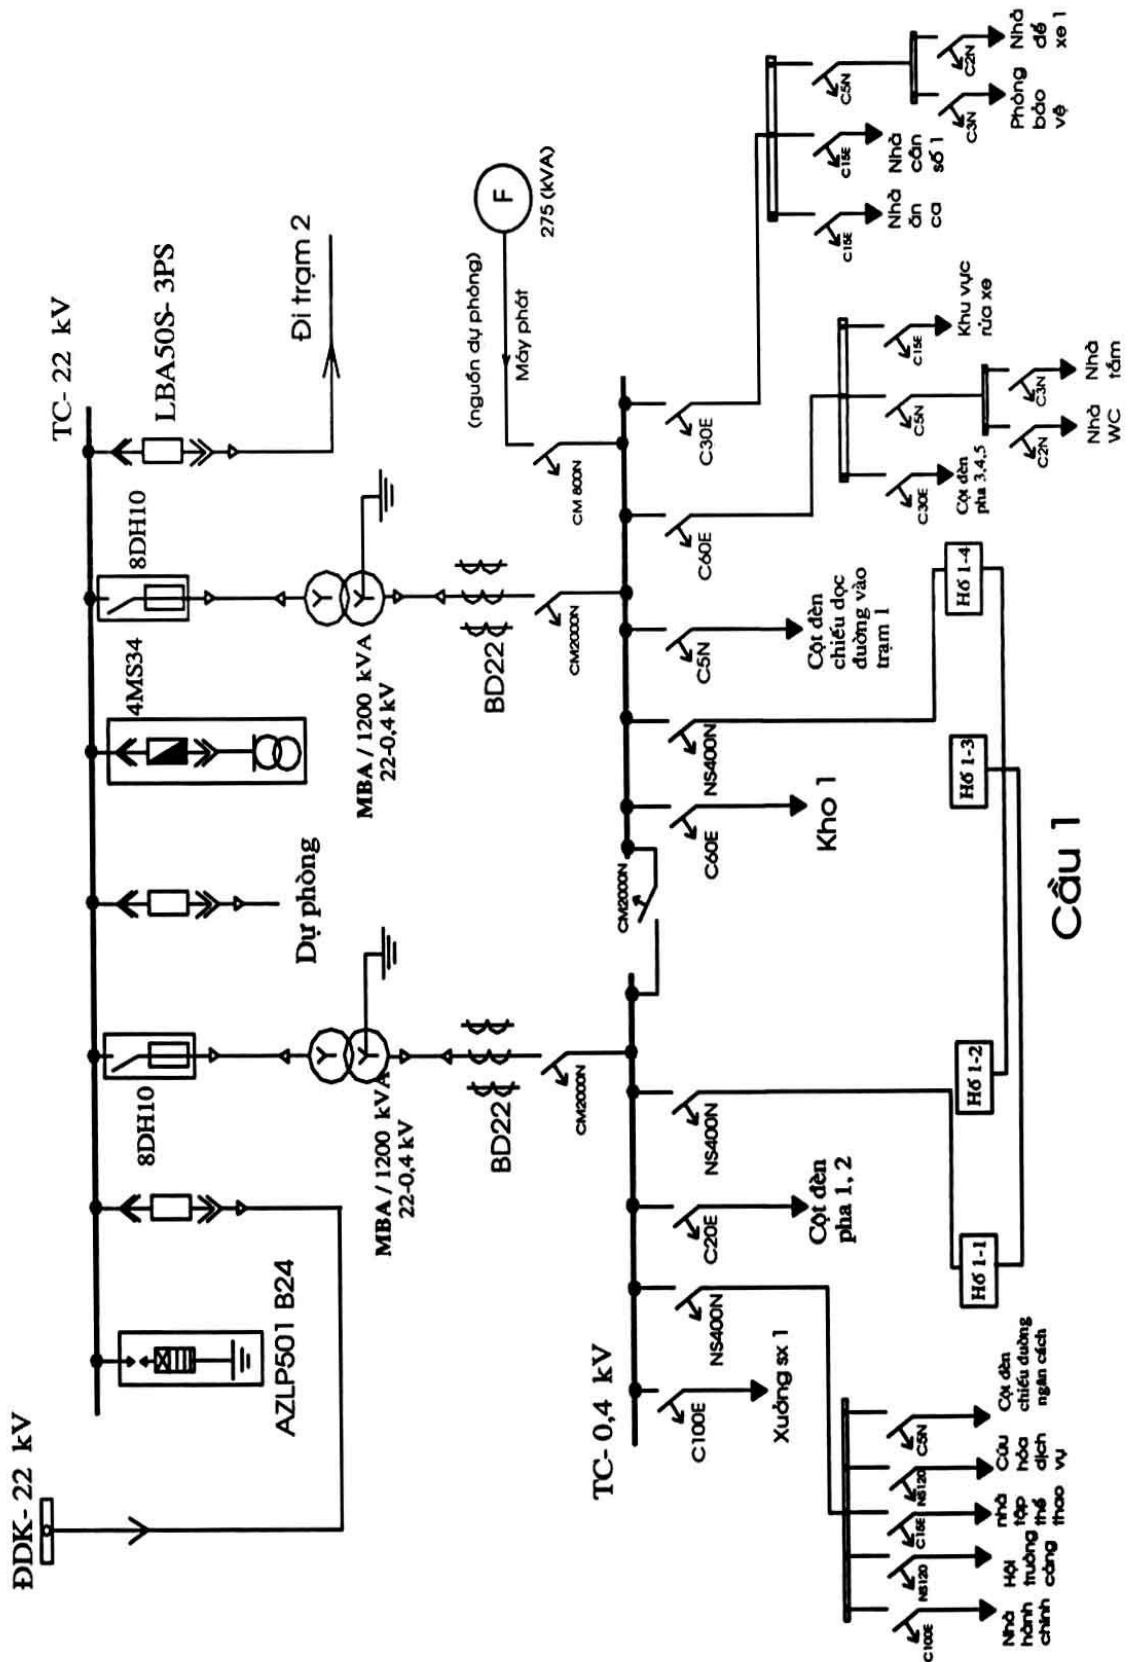 ĐDK- 22 kV
TC- 22 kV
AZLP501 B24
8DH10
Dự phòng
4MS34
8DH10
LBA50S- 3PS
Đi trạm 2
MBA / 1200 kVA
22-0,4 kV
MBA / 1200 kVA
22-0,4 kV
BD22
BD22
CM2000N
CM2000N
CM2000N
(nguồn dự phòng)
Máy phát
F
275 (kVA)
CM 800N
TC- 0,4 kV
C100E
Xưởng sx 1
NS400N
C20E
Cột đèn
pha 1, 2
NS400N
C60E
Kho 1
NS400N
C5N
Cột đèn
chiếu dọc
đường vào
trạm 1
C60E
C30E
C100E
Nhà
hành
chính
NS120
Hội
trường
cảng
C15E
nhà
tập
thể
thao
NS120
Cứu
hỏa
dịch
vụ
C5N
Cột đèn
chiếu đường
ngăn cách
Hố 1-1
Hố 1-2
Hố 1-3
Hố 1-4
Cầu 1
C30E
Cột đèn
pha 3,4,5
C5N
C15E
Khu vực
rửa xe
C2N
Nhà
WC
C3N
Nhà
tắm
C15E
Nhà
ăn
ca
C15E
Nhà
cân
số 1
C5N
C3N
Phòng
bảo
vệ
C2N
Nhà
để
xe 1